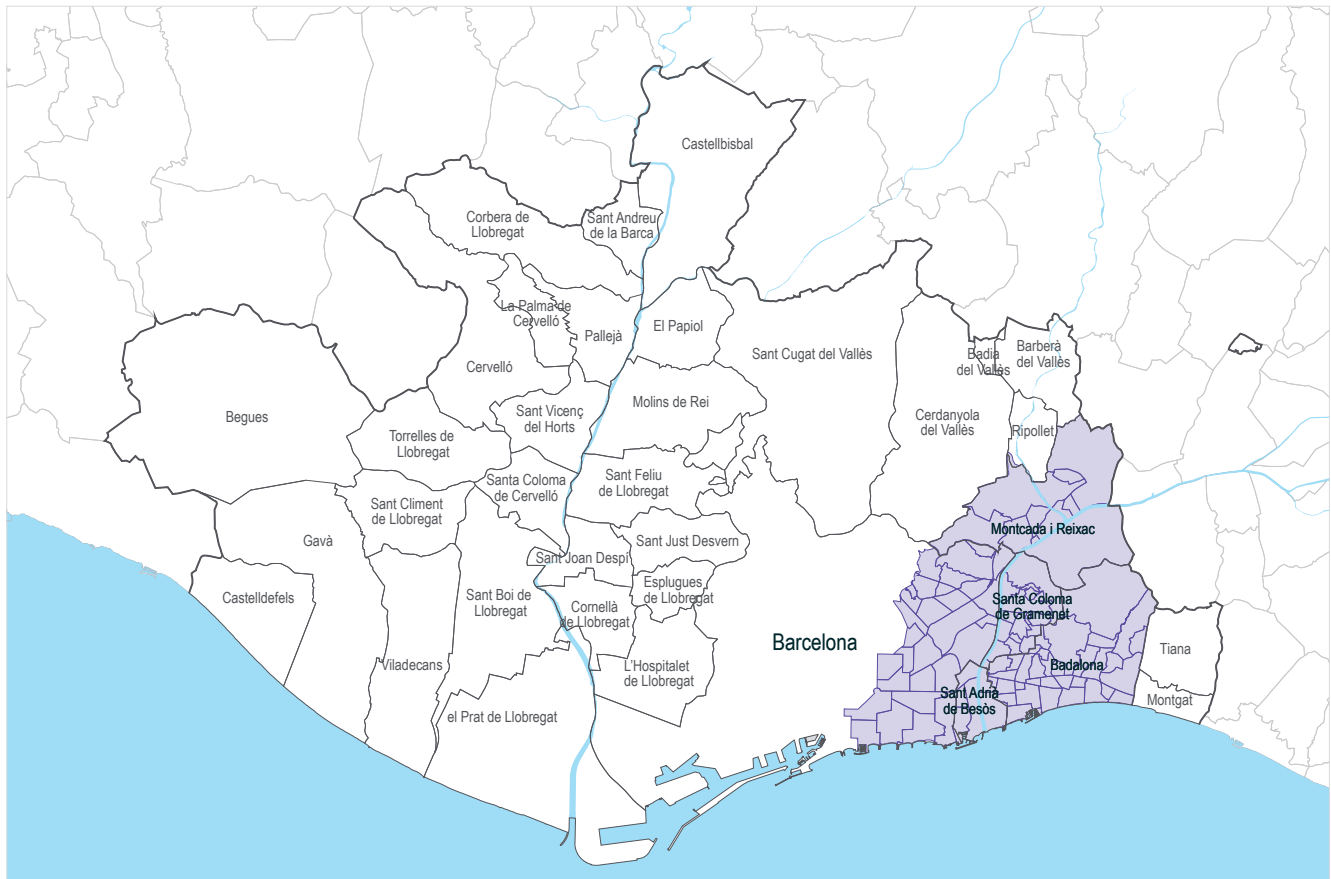 Castellbisbal
Corbera de
Llobregat
Sant Andreu
de la Barca
La Palma de
Cervelló
Pallejà
El Papiol
Sant Cugat del Vallès
Badia
del Vallès
Barberà
del Vallès
Cervelló
Begues
Torrelles de
Llobregat
Sant Vicenç
del Horts
Molins de Rei
Cerdanyola
del Vallès
Ripollet
Santa Coloma
de Cervelló
Sant Feliu
de Llobregat
Sant Climent
de Llobregat
Gavà
Sant Just Desvern
Montcada i Reixac
Sant Joan Despí
Castelldefels
Sant Boi de
Llobregat
Esplugues
de Llobregat
Cornellà
de Llobregat
Santa Coloma
de Gramenet
Barcelona
Tiana
Viladecans
L'Hospitalet
de Llobregat
Badalona
Sant Adrià
de Besòs
Montgat
el Prat de Llobregat